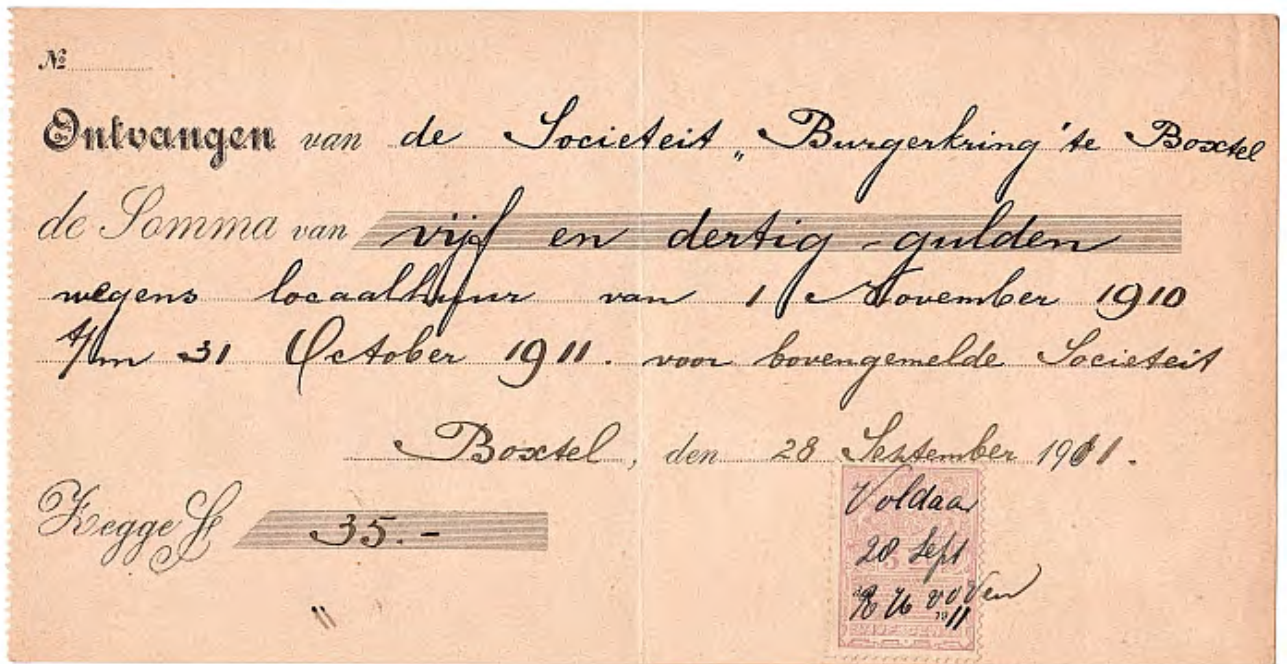 №
Ontvangen van de Societeit „Burgerkring" te Boxtel
de Somma van vijf en dertig gulden
wegens locaalhuur van 1 November 1910
t/m 31 October 1911. voor bovengemelde Societeit
Boxtel, den 28 September 1911.
Zegge ƒ 35.-
Voldaan
28 Sept
v d Ven
1911